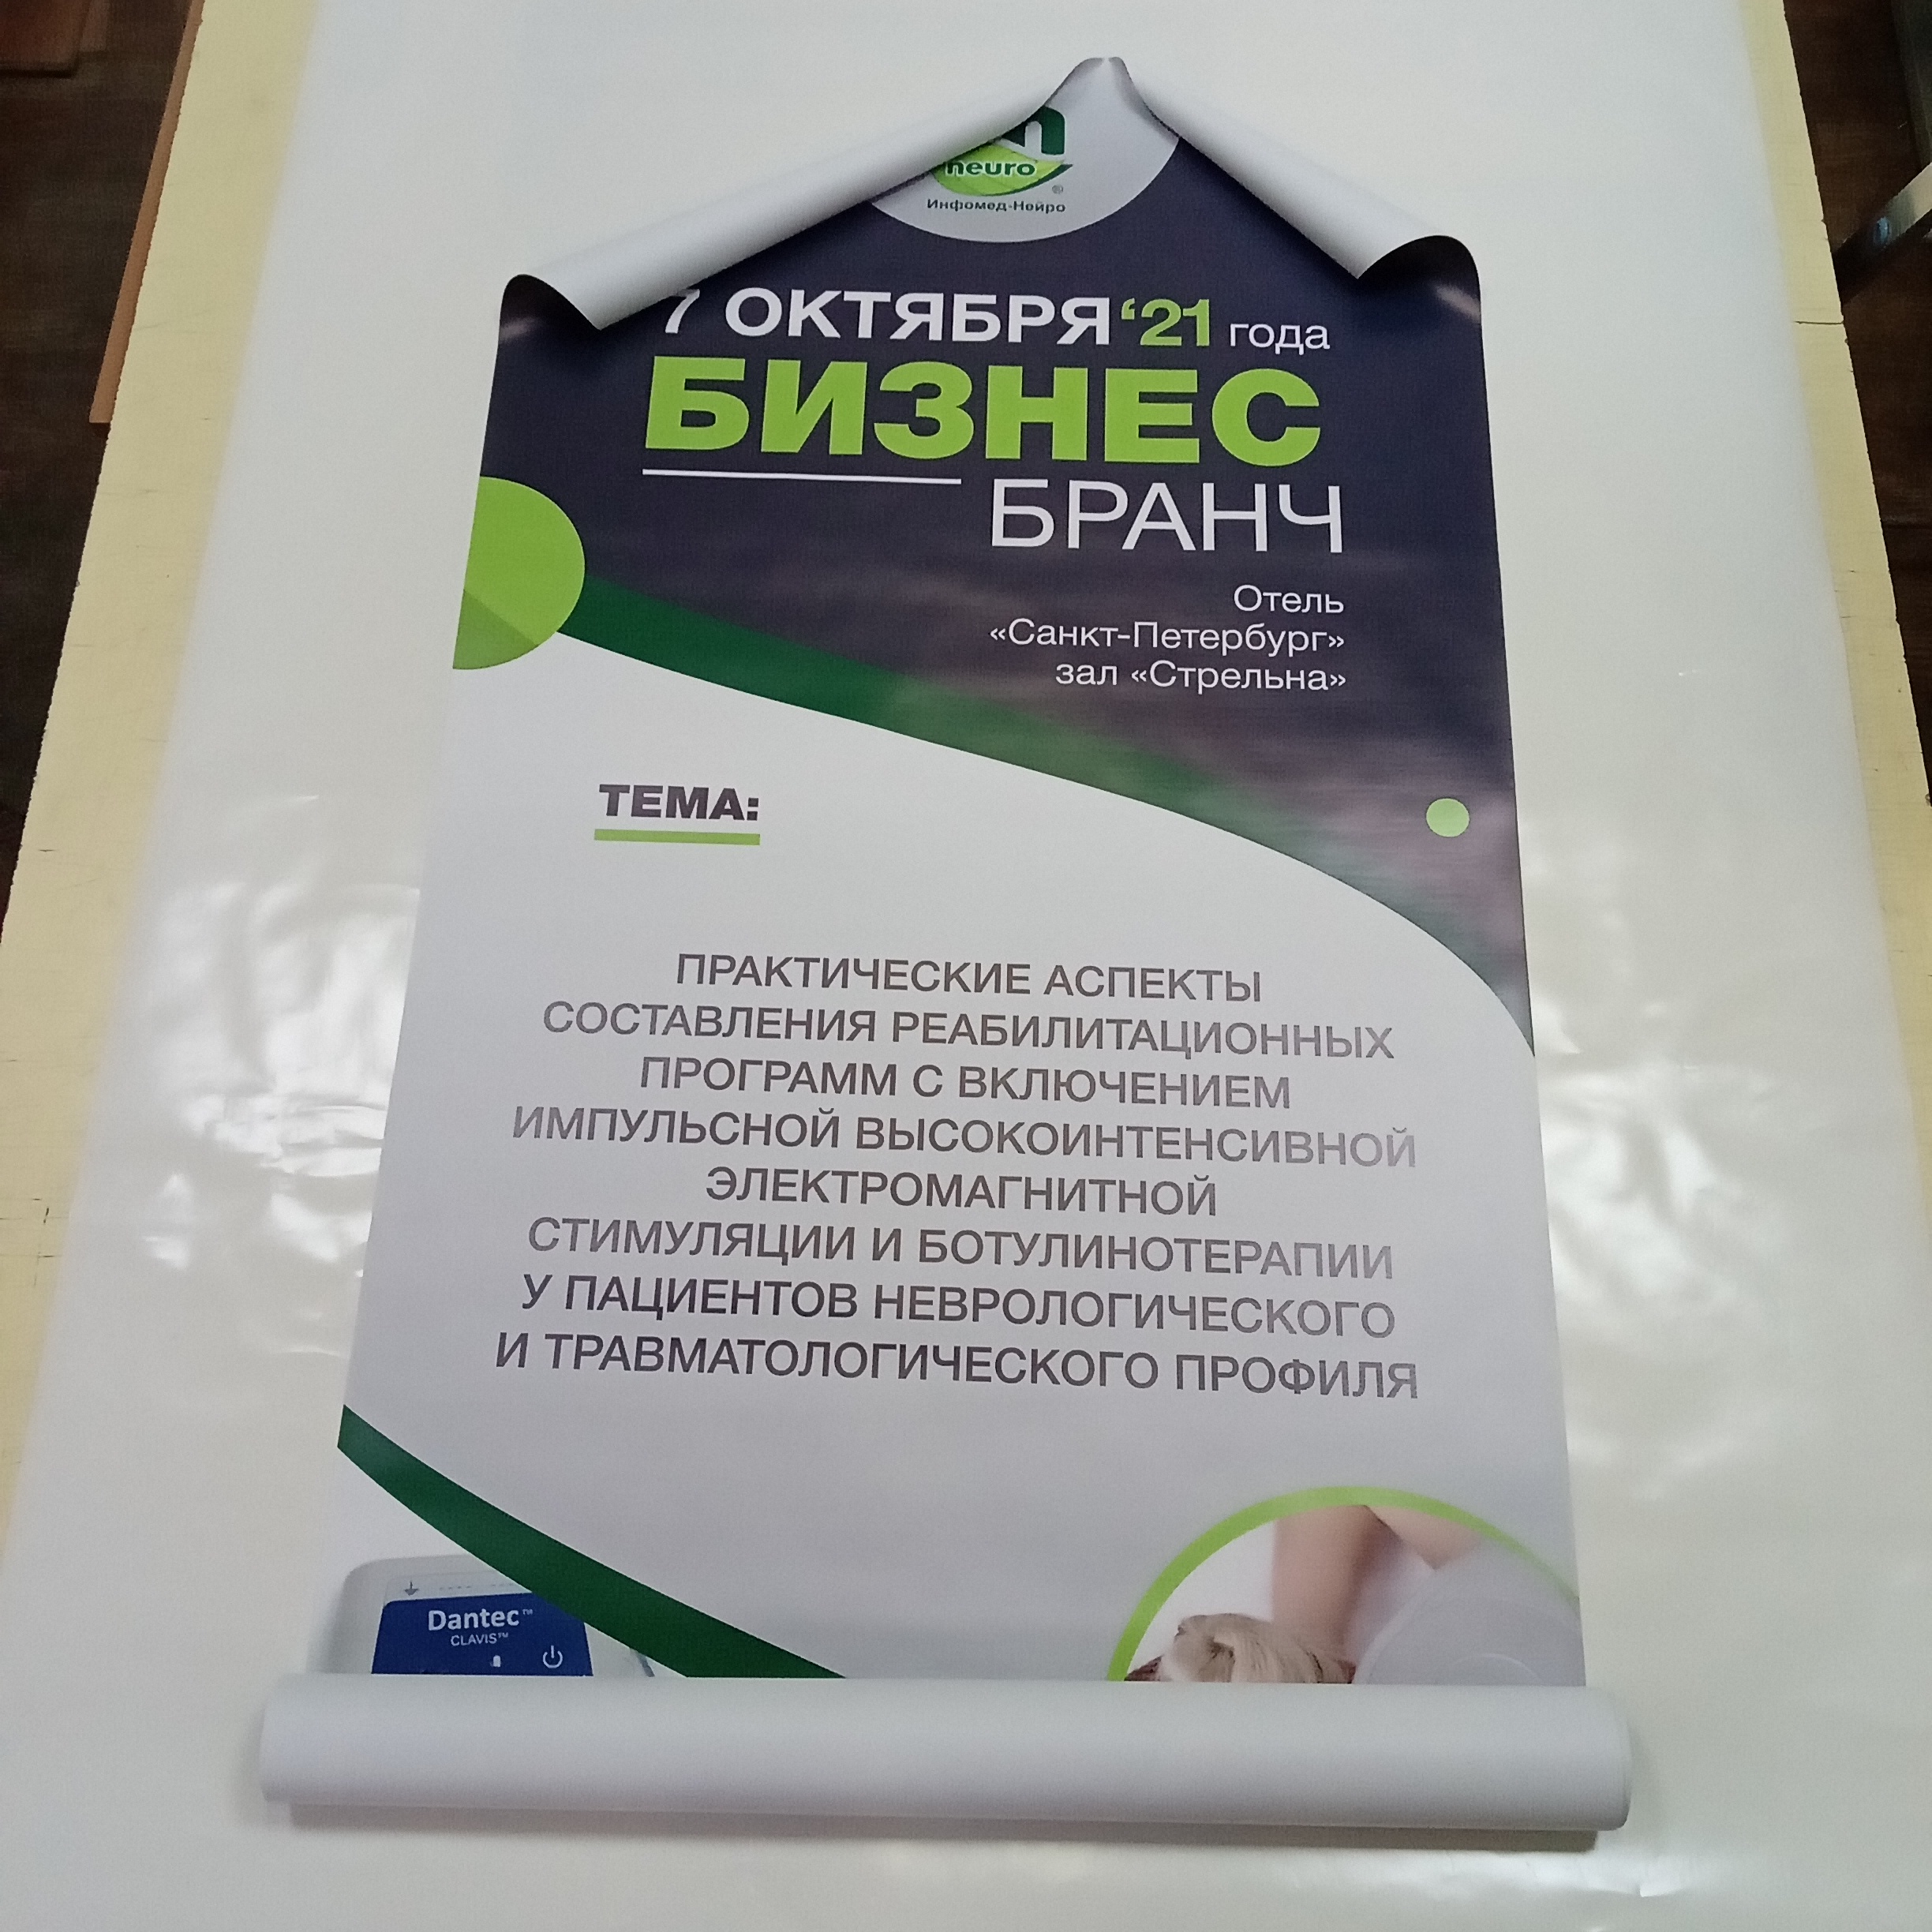 neuro
®
Инфомед-Нейро
7 ОКТЯБРЯ ‘21 года
БИЗНЕС
БРАНЧ
Отель
«Санкт-Петербург»
зал «Стрельна»
ТЕМА:
ПРАКТИЧЕСКИЕ АСПЕКТЫ
СОСТАВЛЕНИЯ РЕАБИЛИТАЦИОННЫХ
ПРОГРАММ С ВКЛЮЧЕНИЕМ
ИМПУЛЬСНОЙ ВЫСОКОИНТЕНСИВНОЙ
ЭЛЕКТРОМАГНИТНОЙ
СТИМУЛЯЦИИ И БОТУЛИНОТЕРАПИИ
У ПАЦИЕНТОВ НЕВРОЛОГИЧЕСКОГО
И ТРАВМАТОЛОГИЧЕСКОГО ПРОФИЛЯ
Dantec™
CLAVIS™